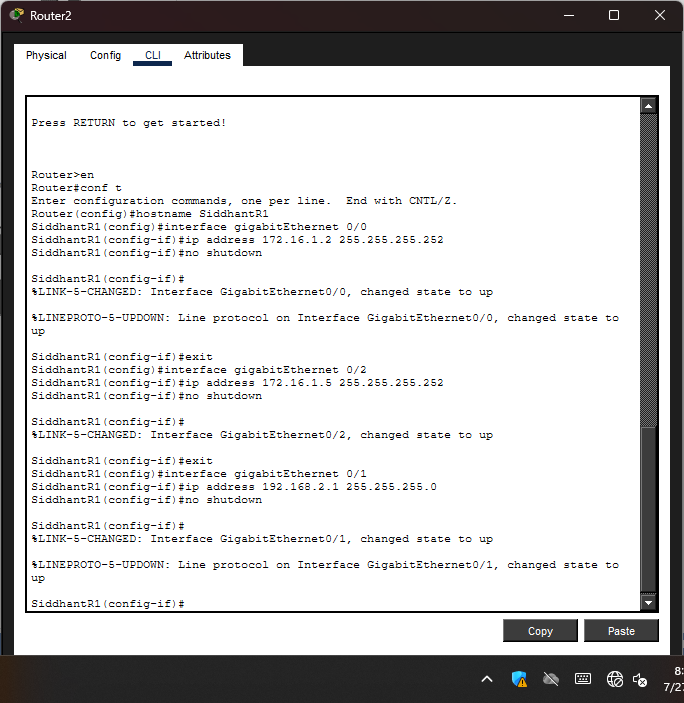 Router2
Physical Config CLI Attributes
Press RETURN to get started!
Router>en
Router#conf t
Enter configuration commands, one per line.  End with CNTL/Z.
Router(config)#hostname SiddhantR1
SiddhantR1(config)#interface gigabitEthernet 0/0
SiddhantR1(config-if)#ip address 172.16.1.2 255.255.255.252
SiddhantR1(config-if)#no shutdown
SiddhantR1(config-if)#
%LINK-5-CHANGED: Interface GigabitEthernet0/0, changed state to up
%LINEPROTO-5-UPDOWN: Line protocol on Interface GigabitEthernet0/0, changed state to
up
SiddhantR1(config-if)#exit
SiddhantR1(config)#interface gigabitEthernet 0/2
SiddhantR1(config-if)#ip address 172.16.1.5 255.255.255.252
SiddhantR1(config-if)#no shutdown
SiddhantR1(config-if)#
%LINK-5-CHANGED: Interface GigabitEthernet0/2, changed state to up
SiddhantR1(config-if)#exit
SiddhantR1(config)#interface gigabitEthernet 0/1
SiddhantR1(config-if)#ip address 192.168.2.1 255.255.255.0
SiddhantR1(config-if)#no shutdown
SiddhantR1(config-if)#
%LINK-5-CHANGED: Interface GigabitEthernet0/1, changed state to up
%LINEPROTO-5-UPDOWN: Line protocol on Interface GigabitEthernet0/1, changed state to
up
SiddhantR1(config-if)#
Copy Paste
8:
7/27